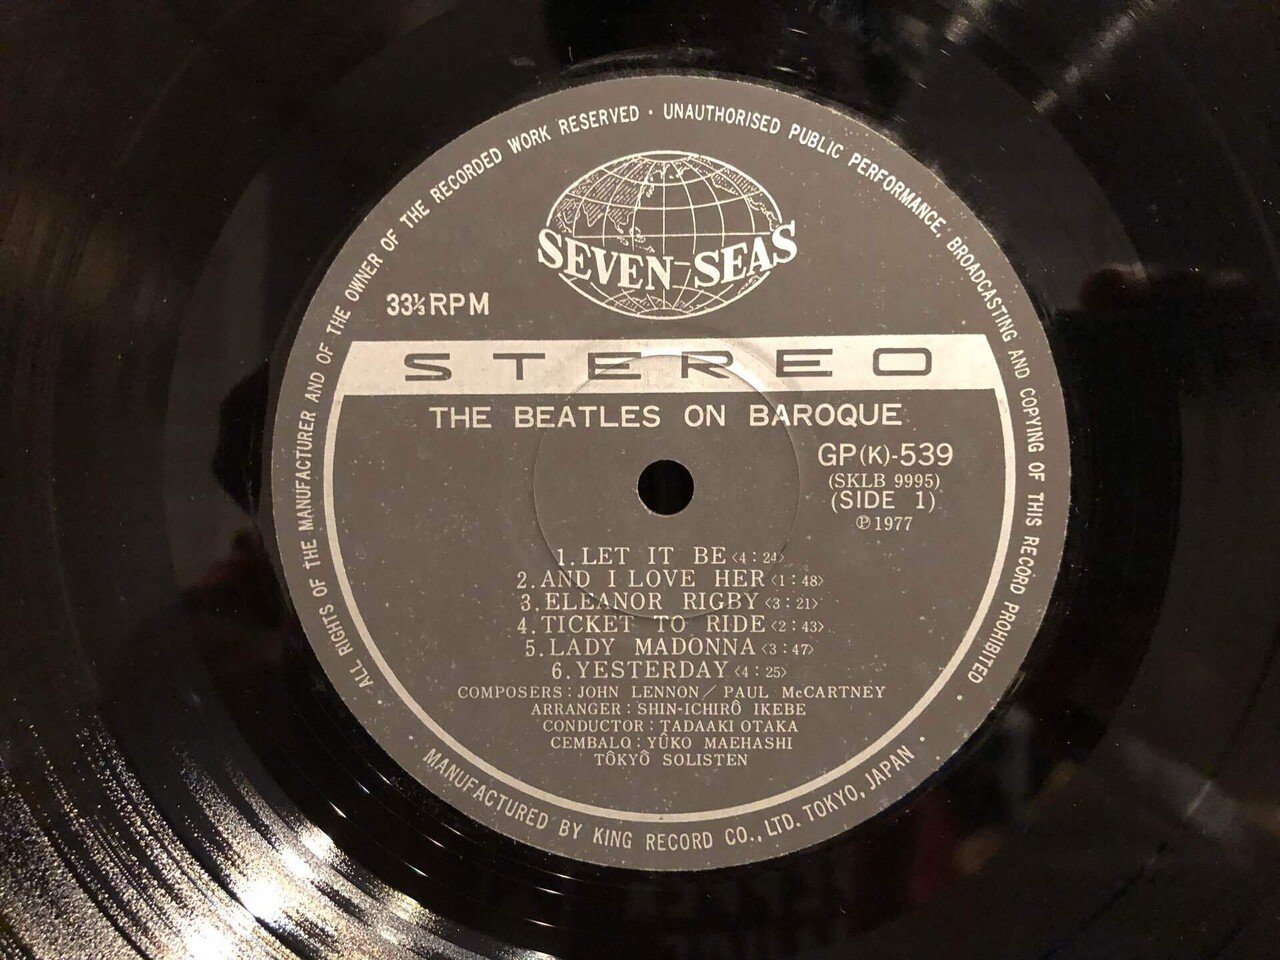 ALL RIGHTS OF THE MANUFACTURER AND OF THE OWNER OF THE RECORDED WORK RESERVED · UNAUTHORISED PUBLIC PERFORMANCE, BROADCASTING AND COPYING OF THIS RECORD PROHIBITED ·
SEVEN-SEAS
33⅓RPM
STEREO
THE BEATLES ON BAROQUE
GP(K)-539
(SKLB 9995)
(SIDE 1)
Ⓟ1977
1. LET IT BE <4:24>
2. AND I LOVE HER <1:48>
3. ELEANOR RIGBY <3:21>
4. TICKET TO RIDE <2:43>
5. LADY MADONNA <3:47>
6. YESTERDAY <4:25>
COMPOSERS: JOHN LENNON/PAUL McCARTNEY
ARRANGER: SHIN-ICHIRÔ IKEBE
CONDUCTOR: TADAAKI OTAKA
CEMBALO: YÛKO MAEHASHI
TÔKYÔ SOLISTEN
· MANUFACTURED BY KING RECORD CO., LTD. TOKYO, JAPAN ·